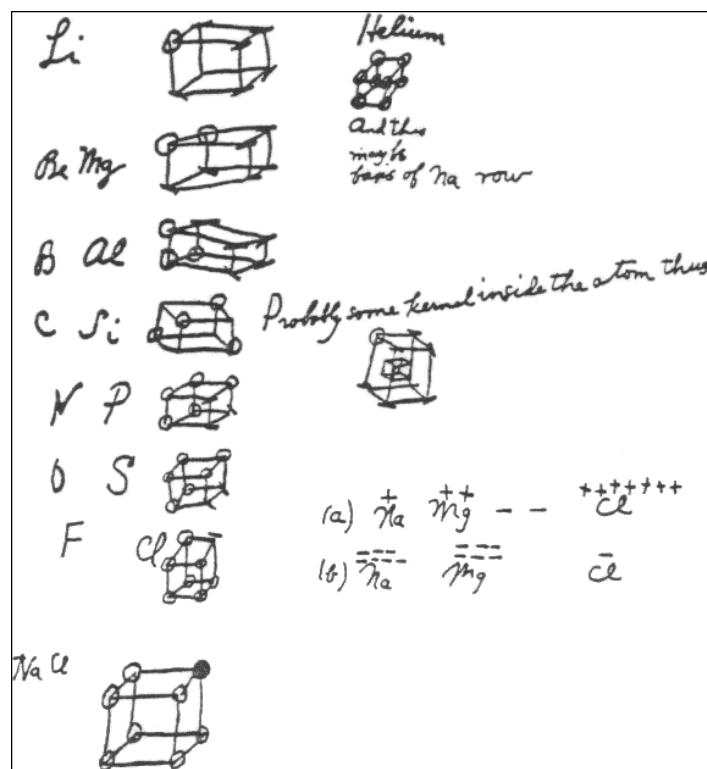 Li
Helium
And this
may be
base of Na row
Be Mg
B Al
C Si
Probably some kernel inside the atom thus
N P
O S
(a) Na Mg - - Cl
+ ++ +++++++
F Cl
(b) Na Mg Cl
Na Cl